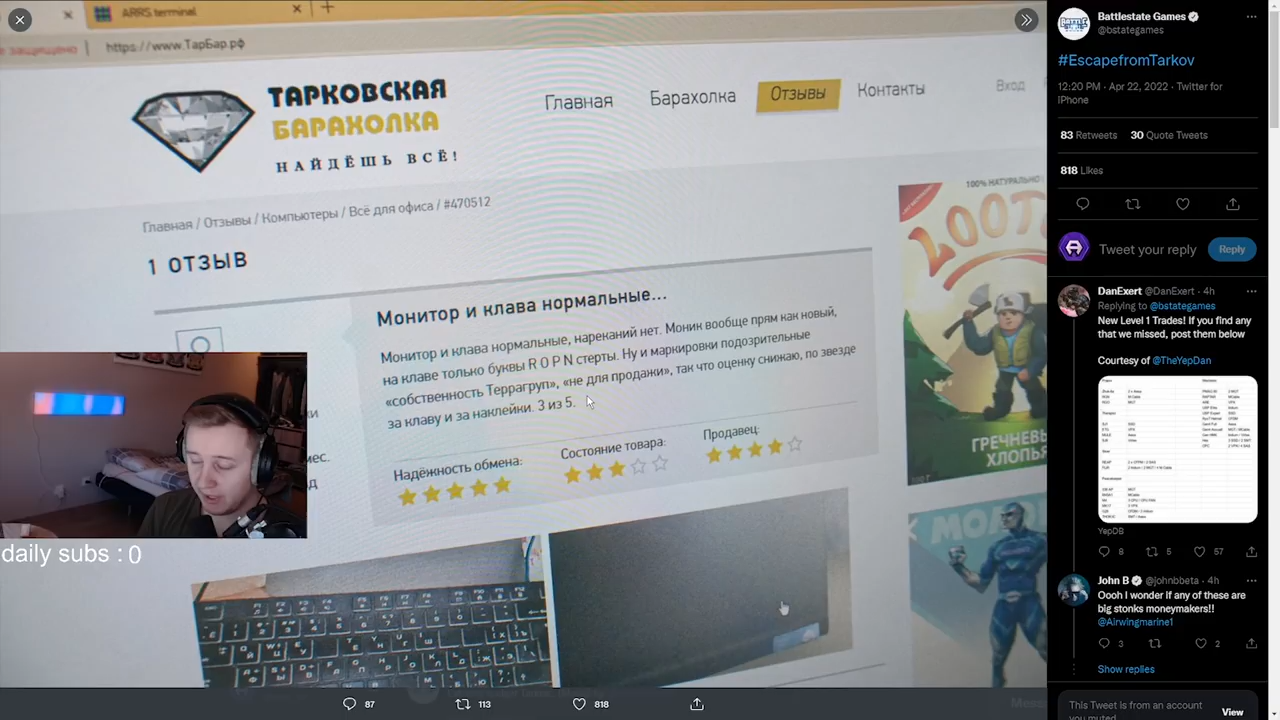 ARRS terminal
https://www.ТарБар.рф
ТАРКОВСКАЯ
БАРАХОЛКА
НАЙДЁШЬ ВСЁ!
Главная
Барахолка
Отзывы
Контакты
Вход
Главная / Отзывы / Компьютеры / Всё для офиса / #470512
1 ОТЗЫВ
Монитор и клава нормальные...
Монитор и клава нормальные, нареканий нет. Моник вообще прям как новый,
на клаве только буквы R O P N стерты. Ну и маркировки подозрительные
«собственность Террагруп», «не для продажи», так что оценку снижаю, по звезде
за клаву и за наклейки. 3 из 5.
Надённость обмена:
Состояние товара:
Продавец:
мес.
100% НАТУРАЛЬНО
LOOT
ГРЕЧНЕВЫ
ХЛОПЬ
МОЛ
daily subs : 0
87
113
818
Battlestate Games
@bstategames
#EscapefromTarkov
12:20 PM · Apr 22, 2022 · Twitter for
iPhone
83 Retweets 30 Quote Tweets
818 Likes
Tweet your reply
Reply
DanExert @DanExert · 4h
Replying to @bstategames
New Level 1 Trades! If you find any
that we missed, post them below
Courtesy of @TheYepDan
YepDB
8
5
57
John B @johnbbeta · 4h
Oooh I wonder if any of these are
big stonks moneymakers!!
@Airwingmarine1
3
2
Show replies
This Tweet is from an account
you muted.
View